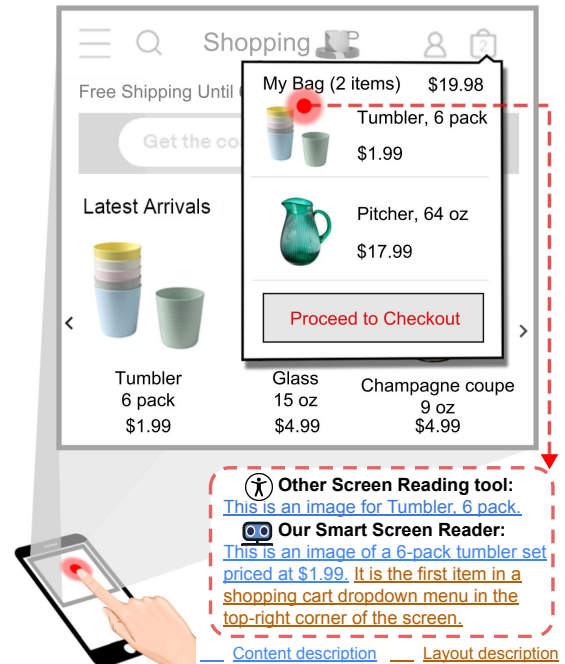 Shopping
2
Free Shipping Until
My Bag (2 items) $19.98
Tumbler, 6 pack
$1.99
Get the
Pitcher, 64 oz
$17.99
Latest Arrivals
Proceed to Checkout
Tumbler
6 pack
$1.99
Glass
15 oz
$4.99
Champagne coupe
9 oz
$4.99
Other Screen Reading tool:
This is an image for Tumbler, 6 pack.
Our Smart Screen Reader:
This is an image of a 6-pack tumbler set
priced at $1.99. It is the first item in a
shopping cart dropdown menu in the
top-right corner of the screen.
Content description Layout description